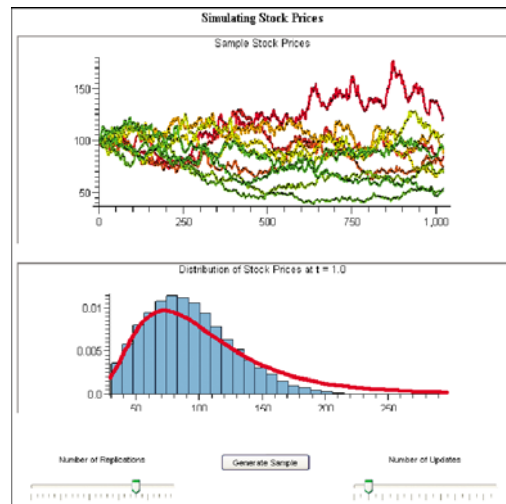 Simulating Stock Prices
Sample Stock Prices
150
100
50
0 250 500 750 1,000
Distribution of Stock Prices at t = 1.0
0.01
0.005
0.0
50 100 150 200 250
Number of Replications
Generate Sample
Number of Updates